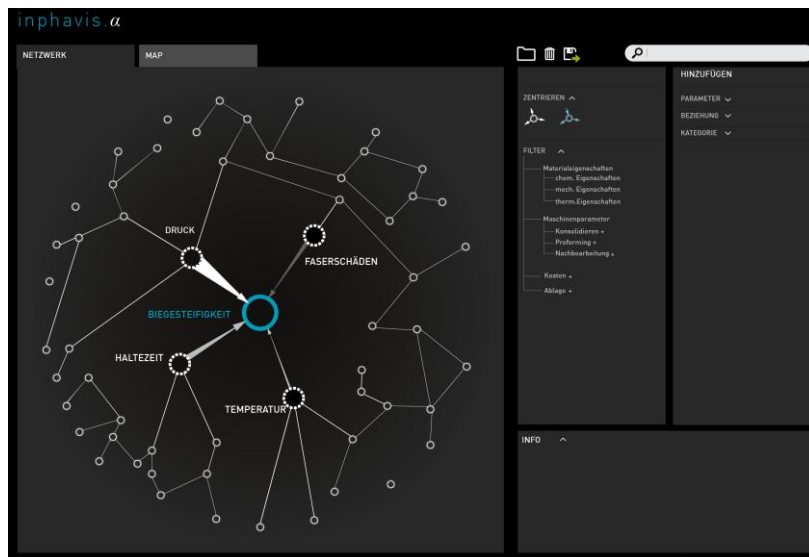 inphavis.α
NETZWERK
MAP
DRUCK
FASERSCHÄDEN
BIEGESTEIFIGKEIT
HALTEZEIT
TEMPERATUR
ZENTRIEREN
FILTER
Materialeigenschaften
chem. Eigenschaften
mech. Eigenschaften
therm.Eigenschaften
Maschinenparameter
Konsolidieren +
Preforming +
Nachbearbeitung +
Kosten +
Ablage +
HINZUFÜGEN
PARAMETER
BEZIEHUNG
KATEGORIE
INFO